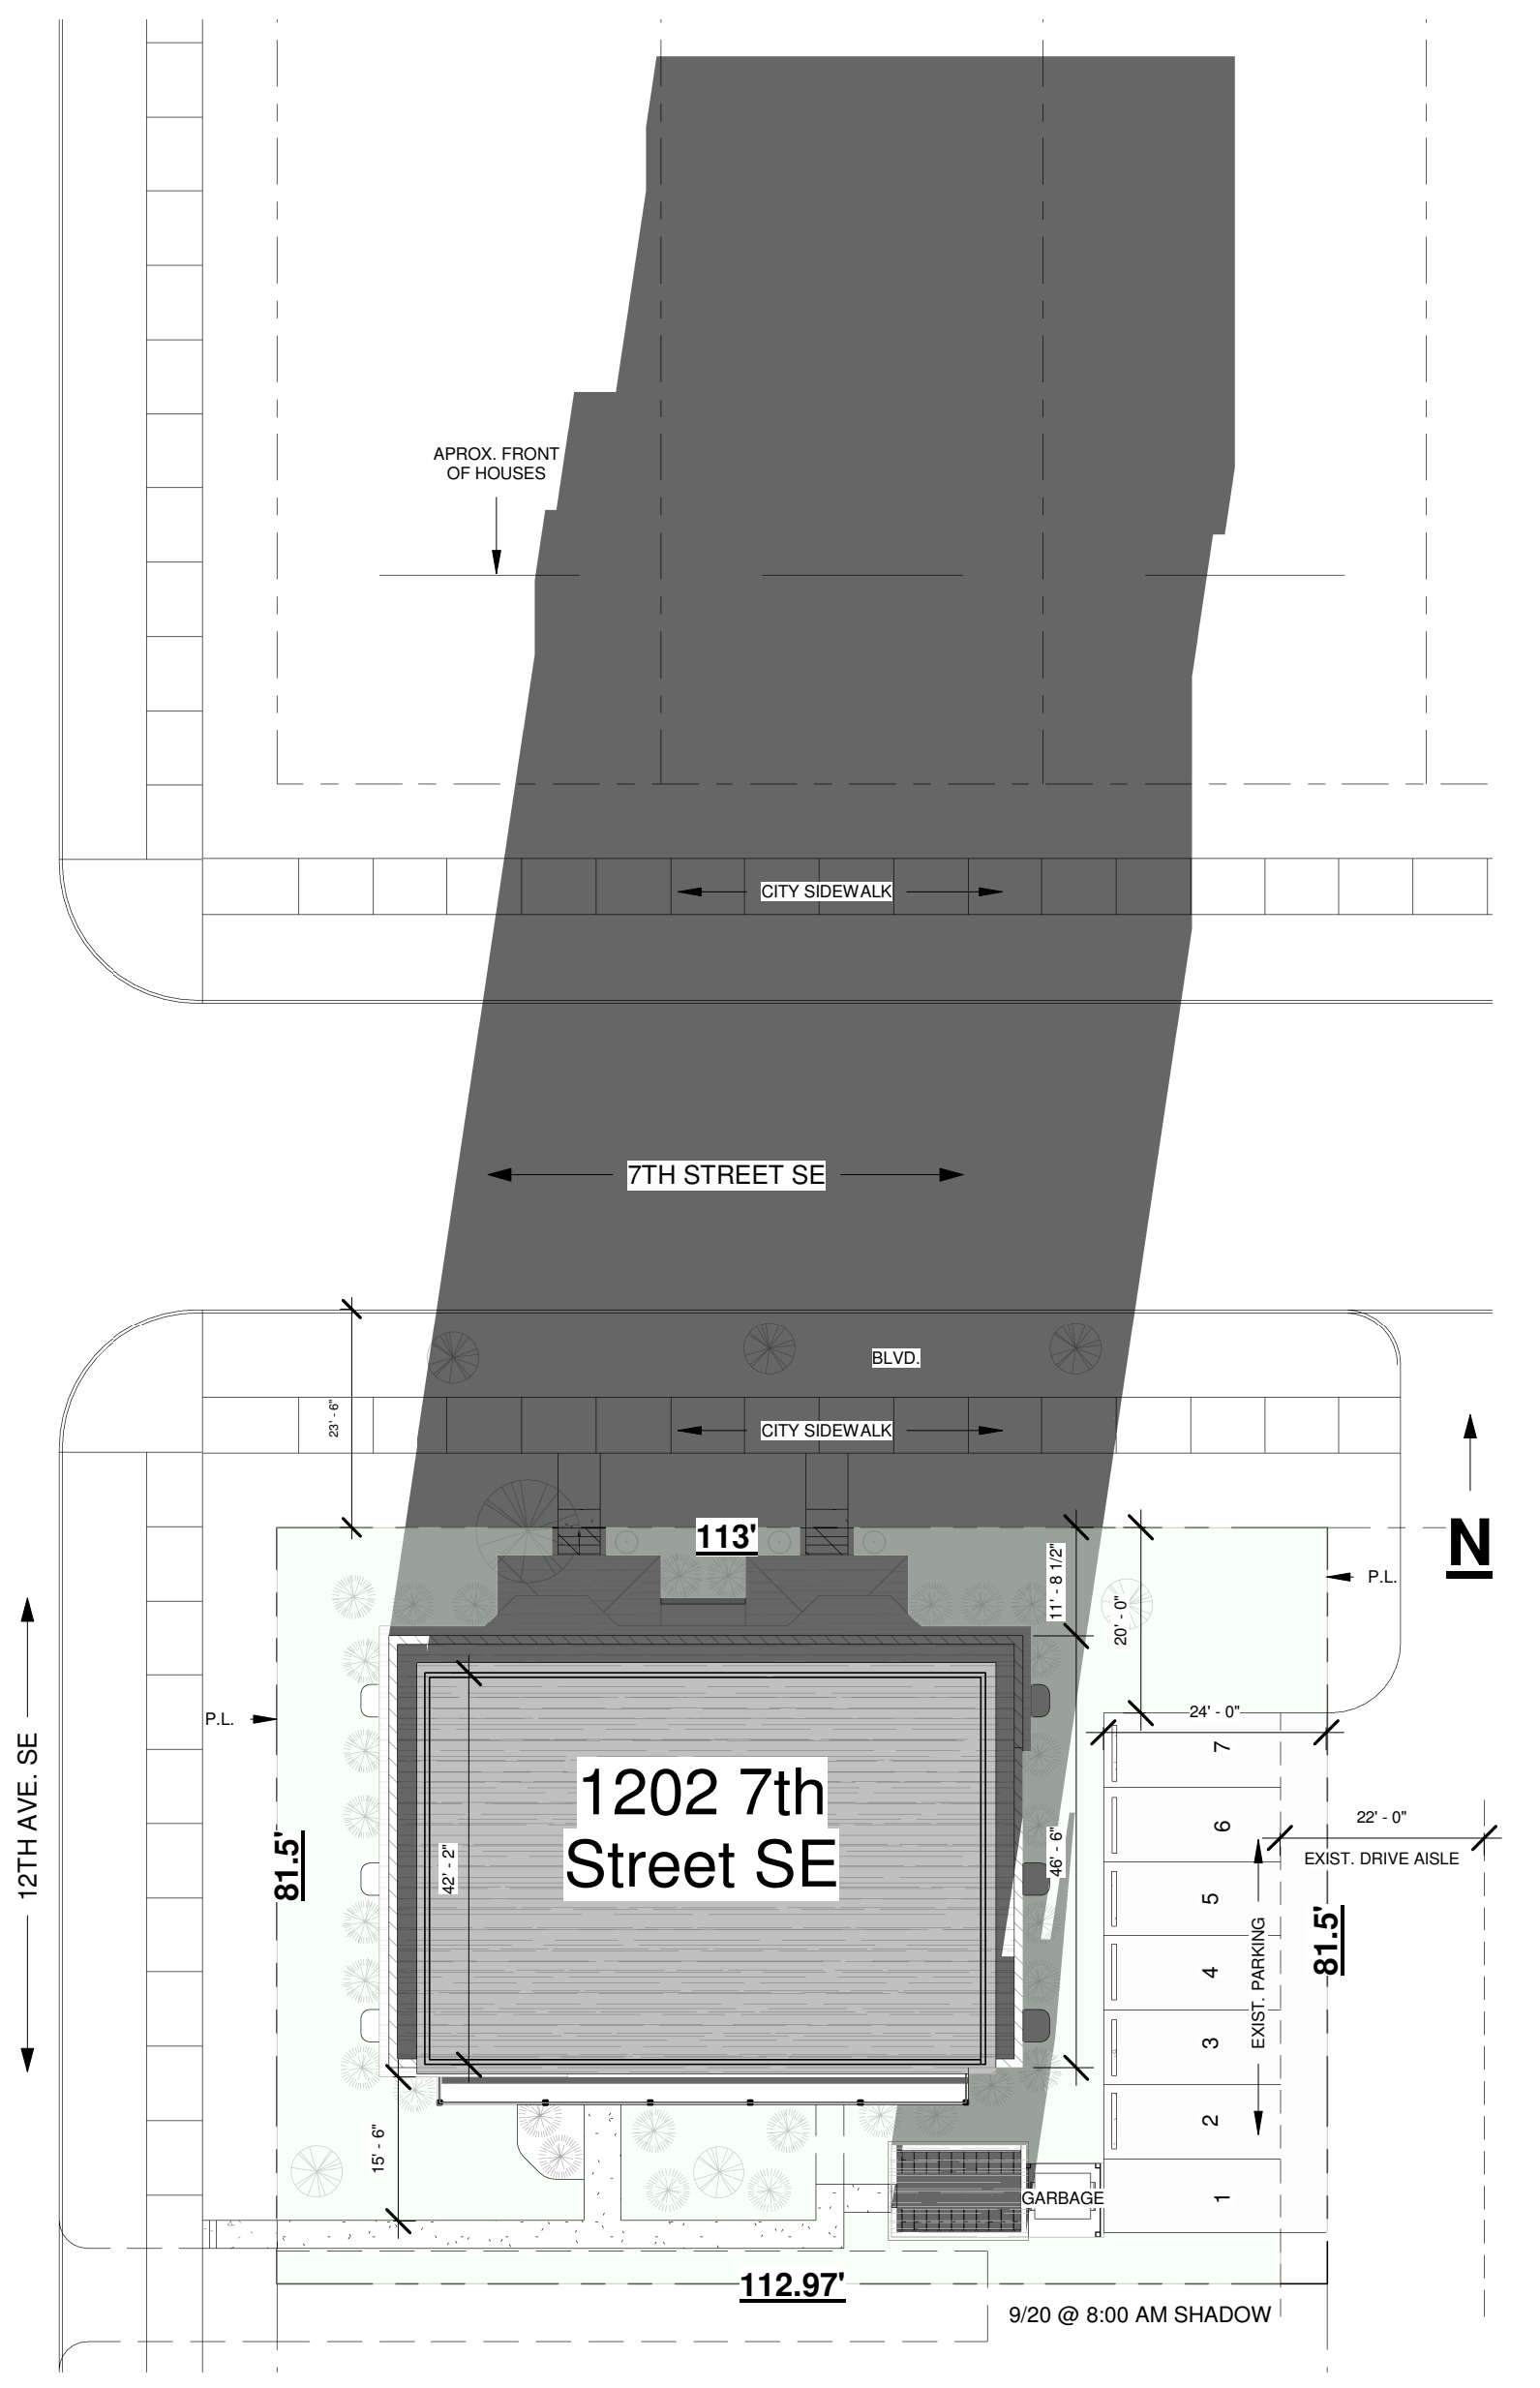 APROX. FRONT
OF HOUSES
CITY SIDEWALK
7TH STREET SE
BLVD.
23' - 6"
CITY SIDEWALK
113'
11' - 8 1/2"
20' - 0"
N
P.L.
P.L.
24' - 0"
7
1202 7th
Street SE
12TH AVE. SE
81.5'
42' - 2"
46' - 6"
6
22' - 0"
EXIST. DRIVE AISLE
5
81.5'
4
EXIST. PARKING
3
2
15' - 6"
GARBAGE
1
112.97'
9/20 @ 8:00 AM SHADOW